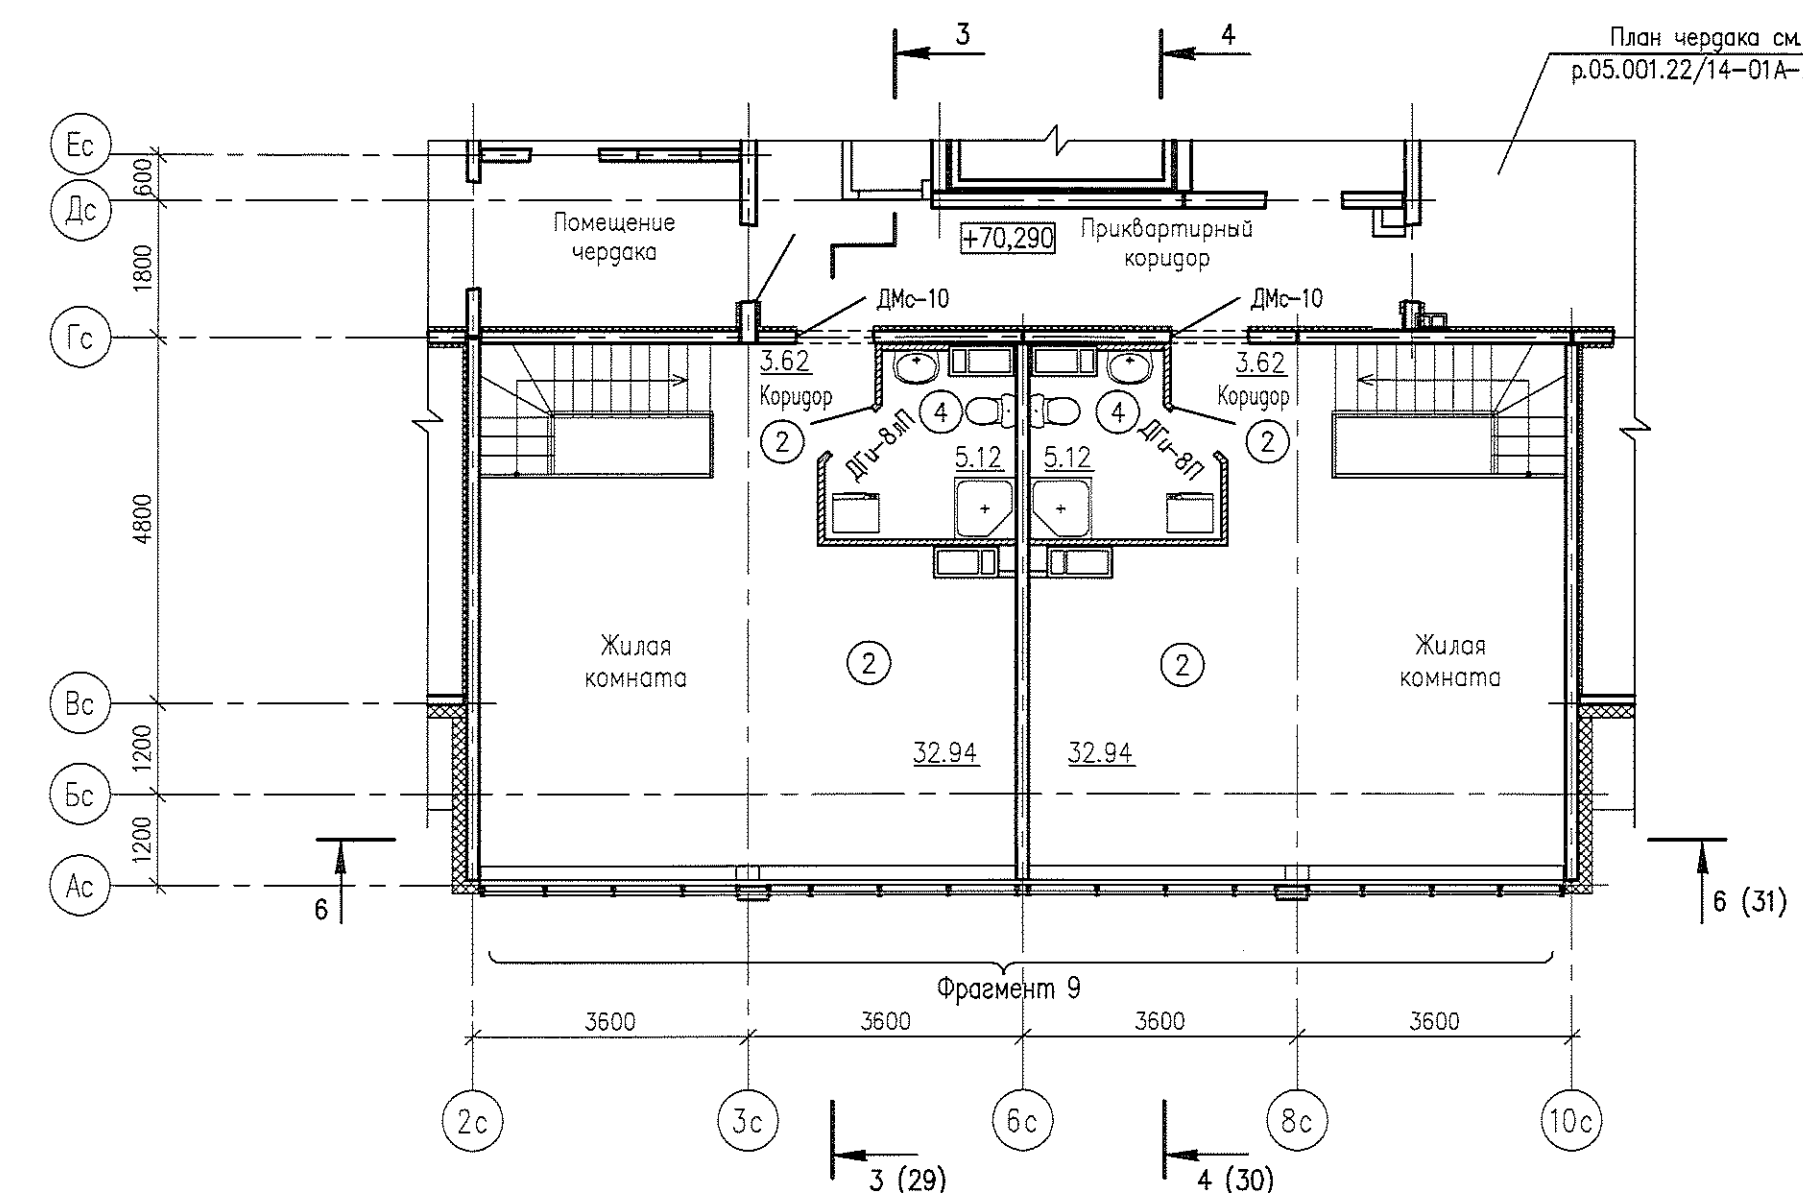 3
4
План чердака см.
р.05.001.22/14-01А-
Ес
600
Дс
Помещение
чердака
+70,290
Приквартирный
коридор
1800
ДМс-10
ДМс-10
Гс
3.62
Коридор
2
4
ДГи-8лП
5.12
4
ДГи-8П
5.12
3.62
Коридор
2
4800
Жилая
комната
2
2
Жилая
комната
Вс
32.94
32.94
1200
Бс
1200
Ас
6
6 (31)
Фрагмент 9
3600
3600
3600
3600
2с
3с
6с
8с
10с
3 (29)
4 (30)